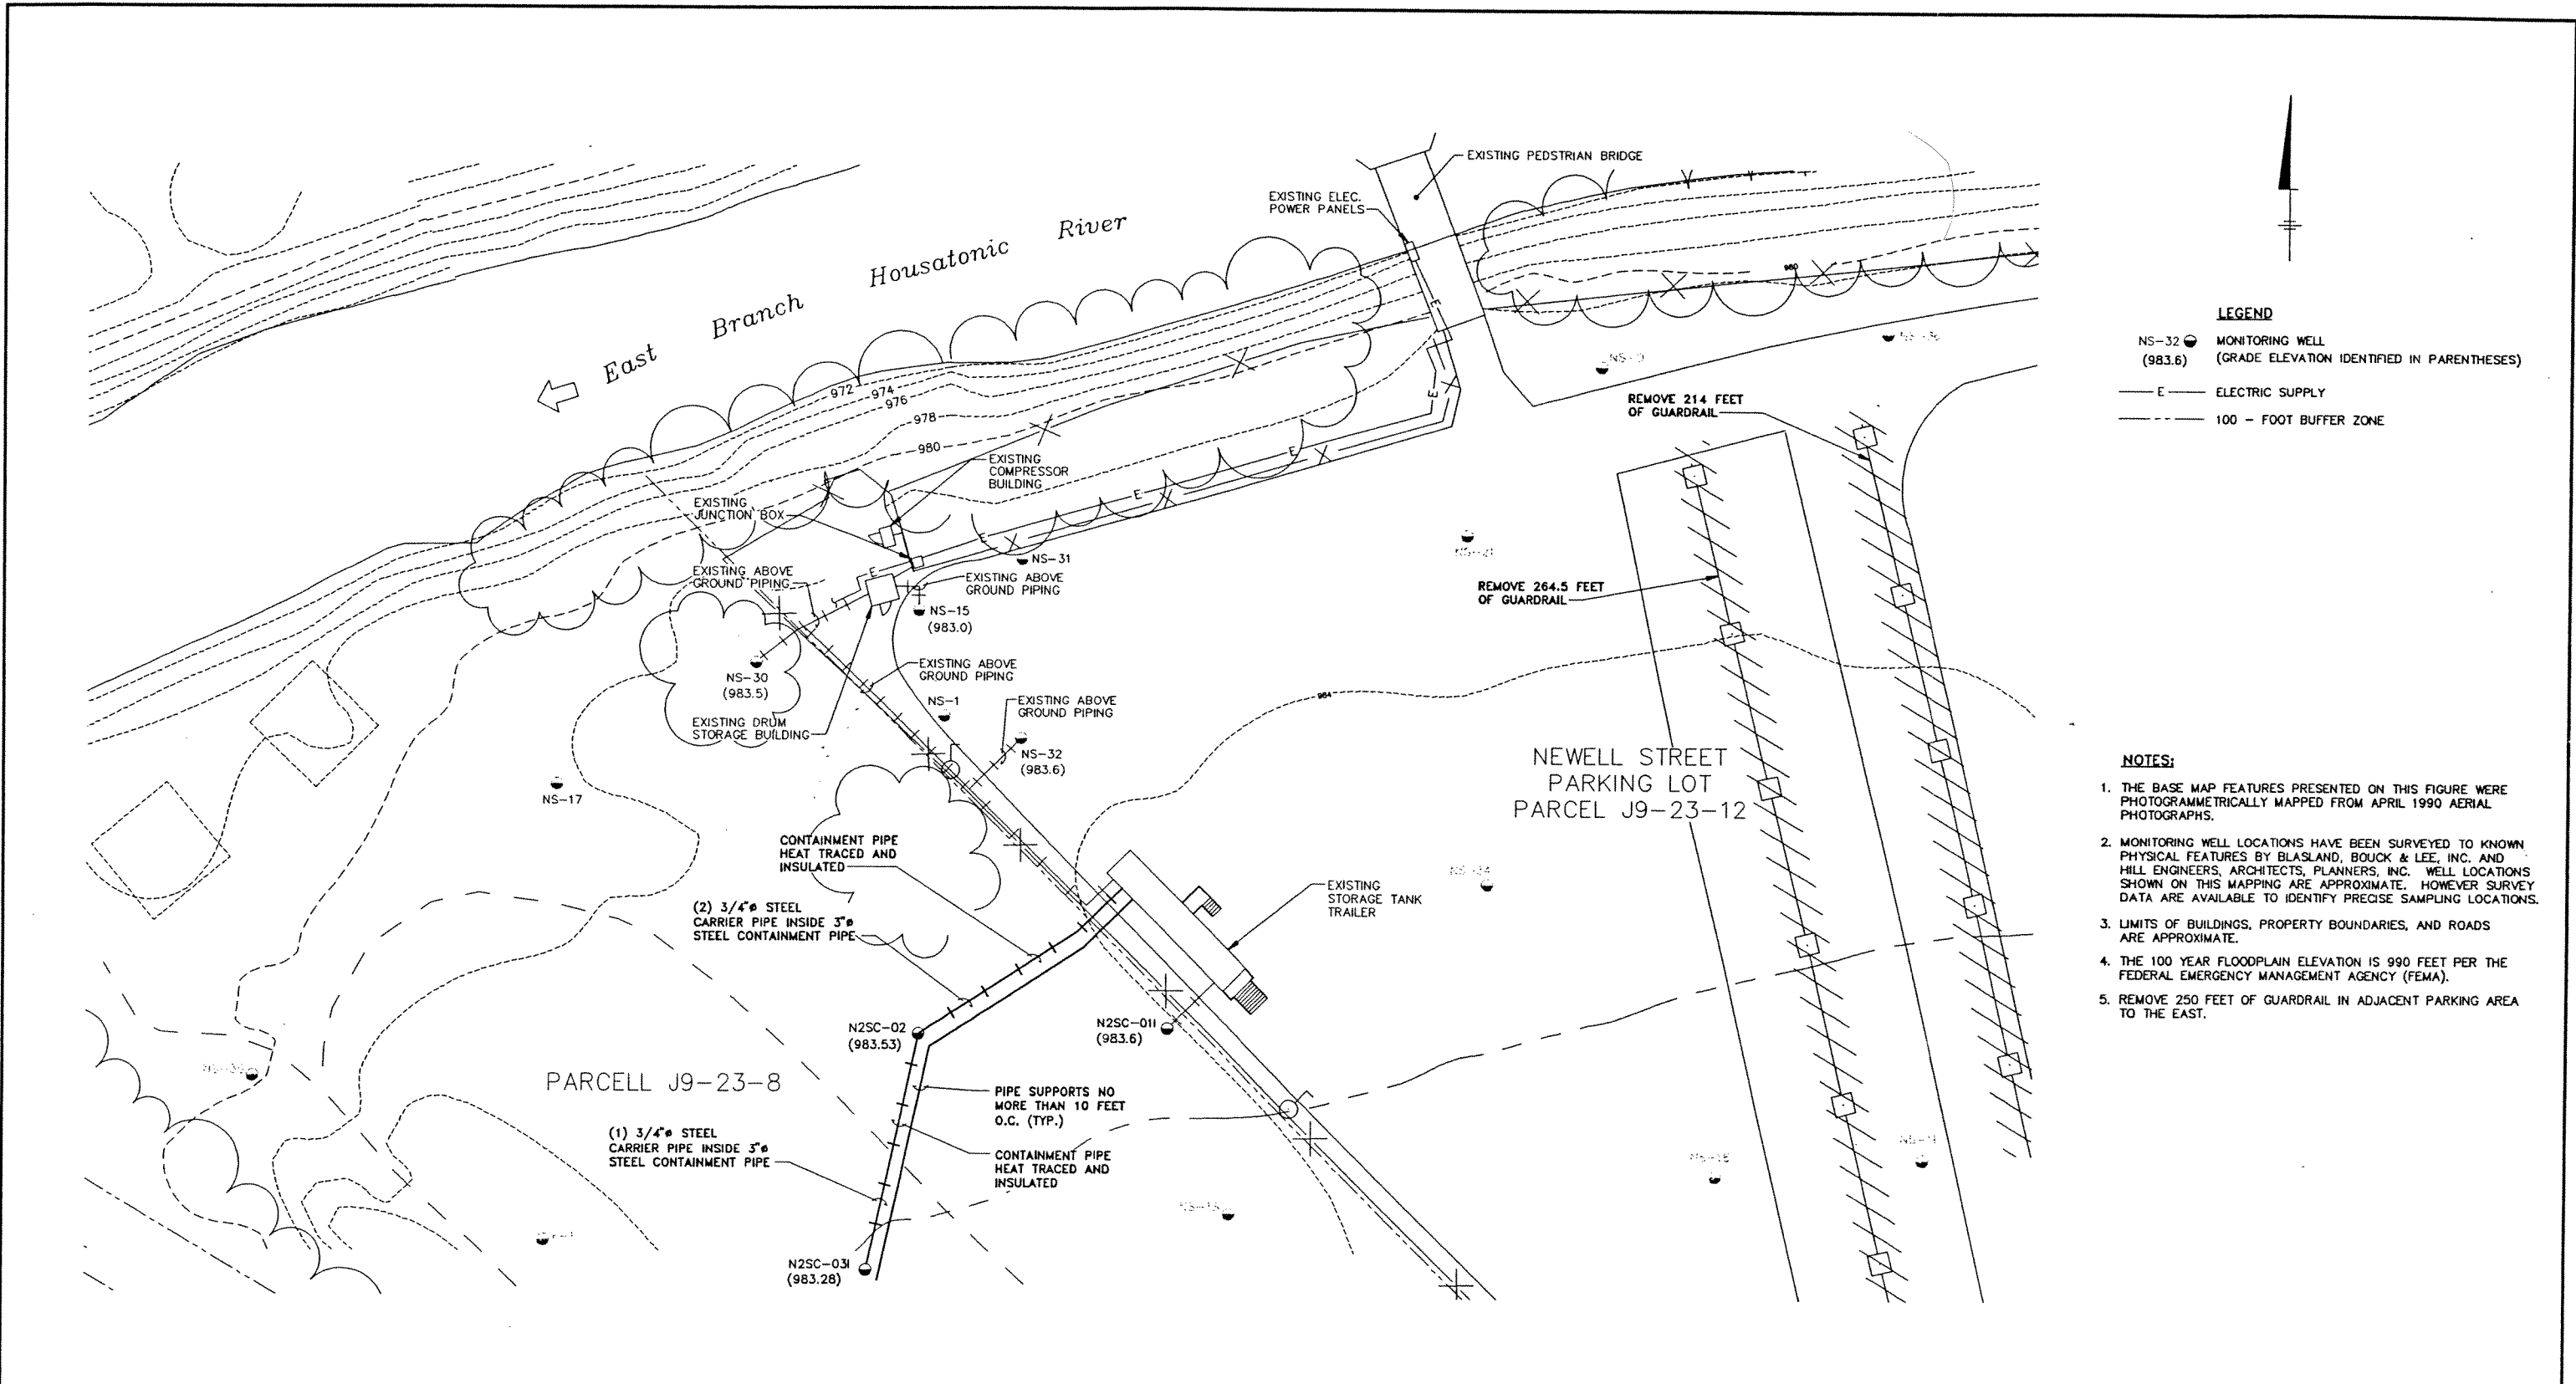 EXISTING PEDSTRIAN BRIDGE
EXISTING ELEC.
POWER PANELS
East Branch Housatonic River
972
974
976
978
980
980
E
E
E
E
E
E
EXISTING
COMPRESSOR
BUILDING
EXISTING
JUNCTION BOX
NS-31
EXISTING ABOVE
GROUND PIPING
EXISTING ABOVE
GROUND PIPING
NS-15
(983.0)
NS-30
(983.5)
EXISTING ABOVE
GROUND PIPING
NS-1
EXISTING ABOVE
GROUND PIPING
EXISTING DRUM
STORAGE BUILDING
NS-32
(983.6)
NS-17
REMOVE 214 FEET
OF GUARDRAIL
REMOVE 264.5 FEET
OF GUARDRAIL
984
NEWELL STREET
PARKING LOT
PARCEL J9-23-12
CONTAINMENT PIPE
HEAT TRACED AND
INSULATED
(2) 3/4"ø STEEL
CARRIER PIPE INSIDE 3"ø
STEEL CONTAINMENT PIPE
EXISTING
STORAGE TANK
TRAILER
N2SC-02
(983.53)
N2SC-01I
(983.6)
PARCELL J9-23-8
PIPE SUPPORTS NO
MORE THAN 10 FEET
O.C. (TYP.)
(1) 3/4"ø STEEL
CARRIER PIPE INSIDE 3"ø
STEEL CONTAINMENT PIPE
CONTAINMENT PIPE
HEAT TRACED AND
INSULATED
N2SC-03I
(983.28)
LEGEND
NS-32 MONITORING WELL
(983.6) (GRADE ELEVATION IDENTIFIED IN PARENTHESES)
E ELECTRIC SUPPLY
100 - FOOT BUFFER ZONE
NOTES:
1. THE BASE MAP FEATURES PRESENTED ON THIS FIGURE WERE
PHOTOGRAMMETRICALLY MAPPED FROM APRIL 1990 AERIAL
PHOTOGRAPHS.
2. MONITORING WELL LOCATIONS HAVE BEEN SURVEYED TO KNOWN
PHYSICAL FEATURES BY BLASLAND, BOUCK & LEE, INC. AND
HILL ENGINEERS, ARCHITECTS, PLANNERS, INC. WELL LOCATIONS
SHOWN ON THIS MAPPING ARE APPROXIMATE. HOWEVER SURVEY
DATA ARE AVAILABLE TO IDENTIFY PRECISE SAMPLING LOCATIONS.
3. LIMITS OF BUILDINGS, PROPERTY BOUNDARIES, AND ROADS
ARE APPROXIMATE.
4. THE 100 YEAR FLOODPLAIN ELEVATION IS 990 FEET PER THE
FEDERAL EMERGENCY MANAGEMENT AGENCY (FEMA).
5. REMOVE 250 FEET OF GUARDRAIL IN ADJACENT PARKING AREA
TO THE EAST.